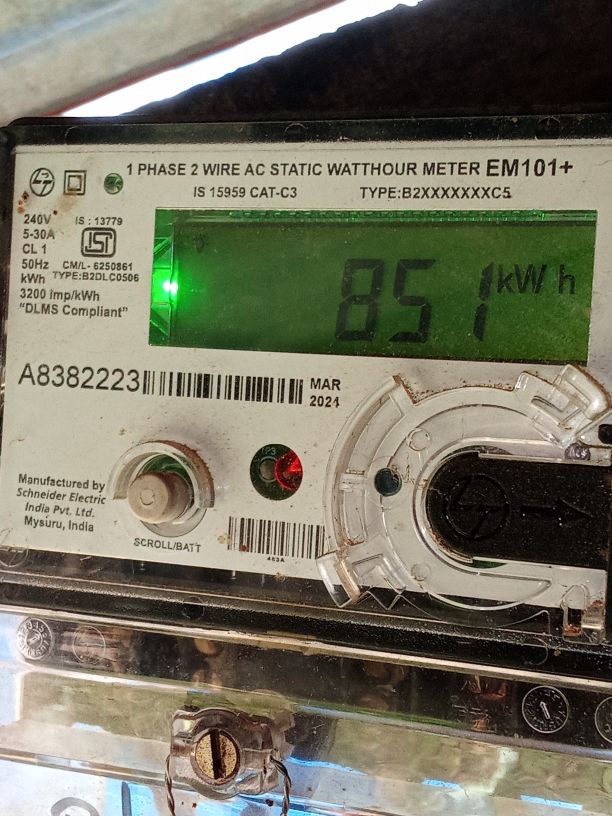 1 PHASE 2 WIRE AC STATIC WATTHOUR METER EM101+
IS 15959 CAT-C3 TYPE:B2XXXXXXXC5
240V
5-30A
CL 1
50Hz
kWh
3200 imp/kWh
"DLMS Compliant"
IS : 13779
CM/L- 6250861
TYPE:B2DLC0506
851 kWh
A8382223
MAR
2021
Manufactured by
Schneider Electric
India Pvt. Ltd.
Mysuru, India
SCROLL/BATT